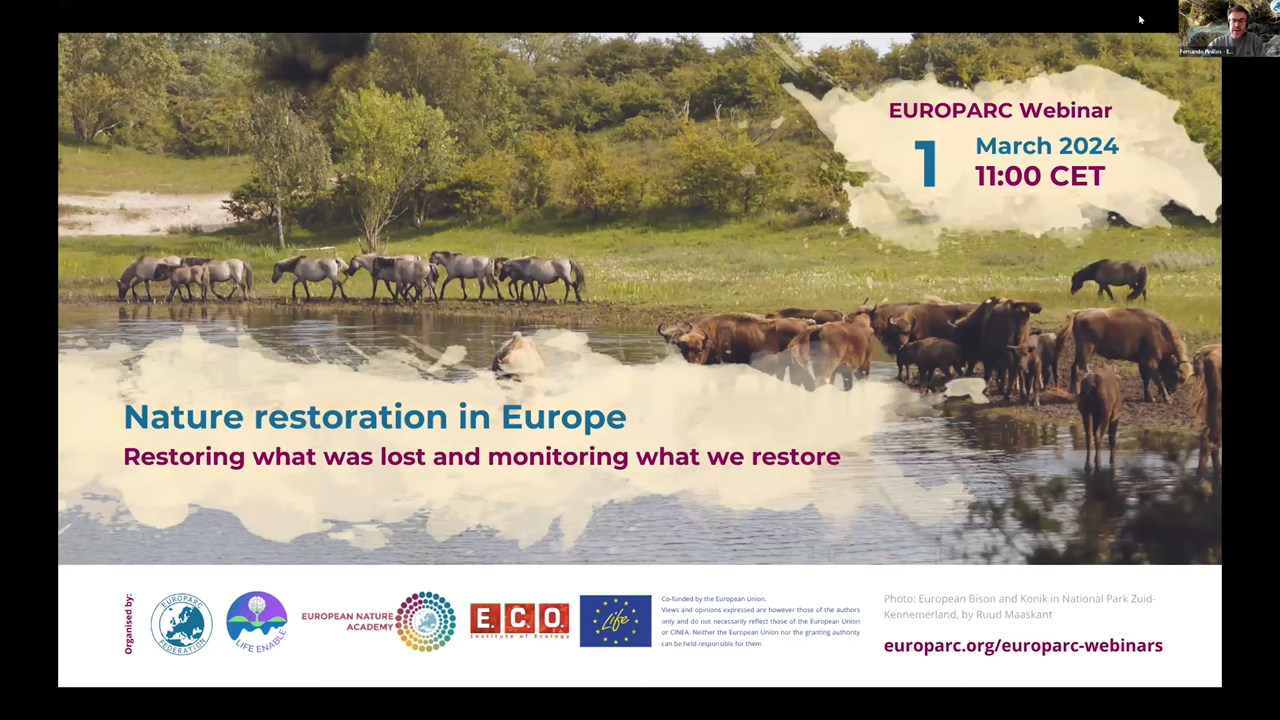 Fernando Pinillos - E...
EUROPARC Webinar
1
March 2024
11:00 CET
Nature restoration in Europe
Restoring what was lost and monitoring what we restore
Organised by:
EUROPARC
FEDERATION
LIFE ENABLE
EUROPEAN NATURE
ACADEMY
E.C.O.
Institute of Ecology
Life
Co-funded by the European Union.
Views and opinions expressed are however those of the authors
only and do not necessarily reflect those of the European Union
or CINEA. Neither the European Union nor the granting authority
can be held responsible for them.
Photo: European Bison and Konik in National Park Zuid-
Kennemerland, by Ruud Maaskant
europarc.org/europarc-webinars